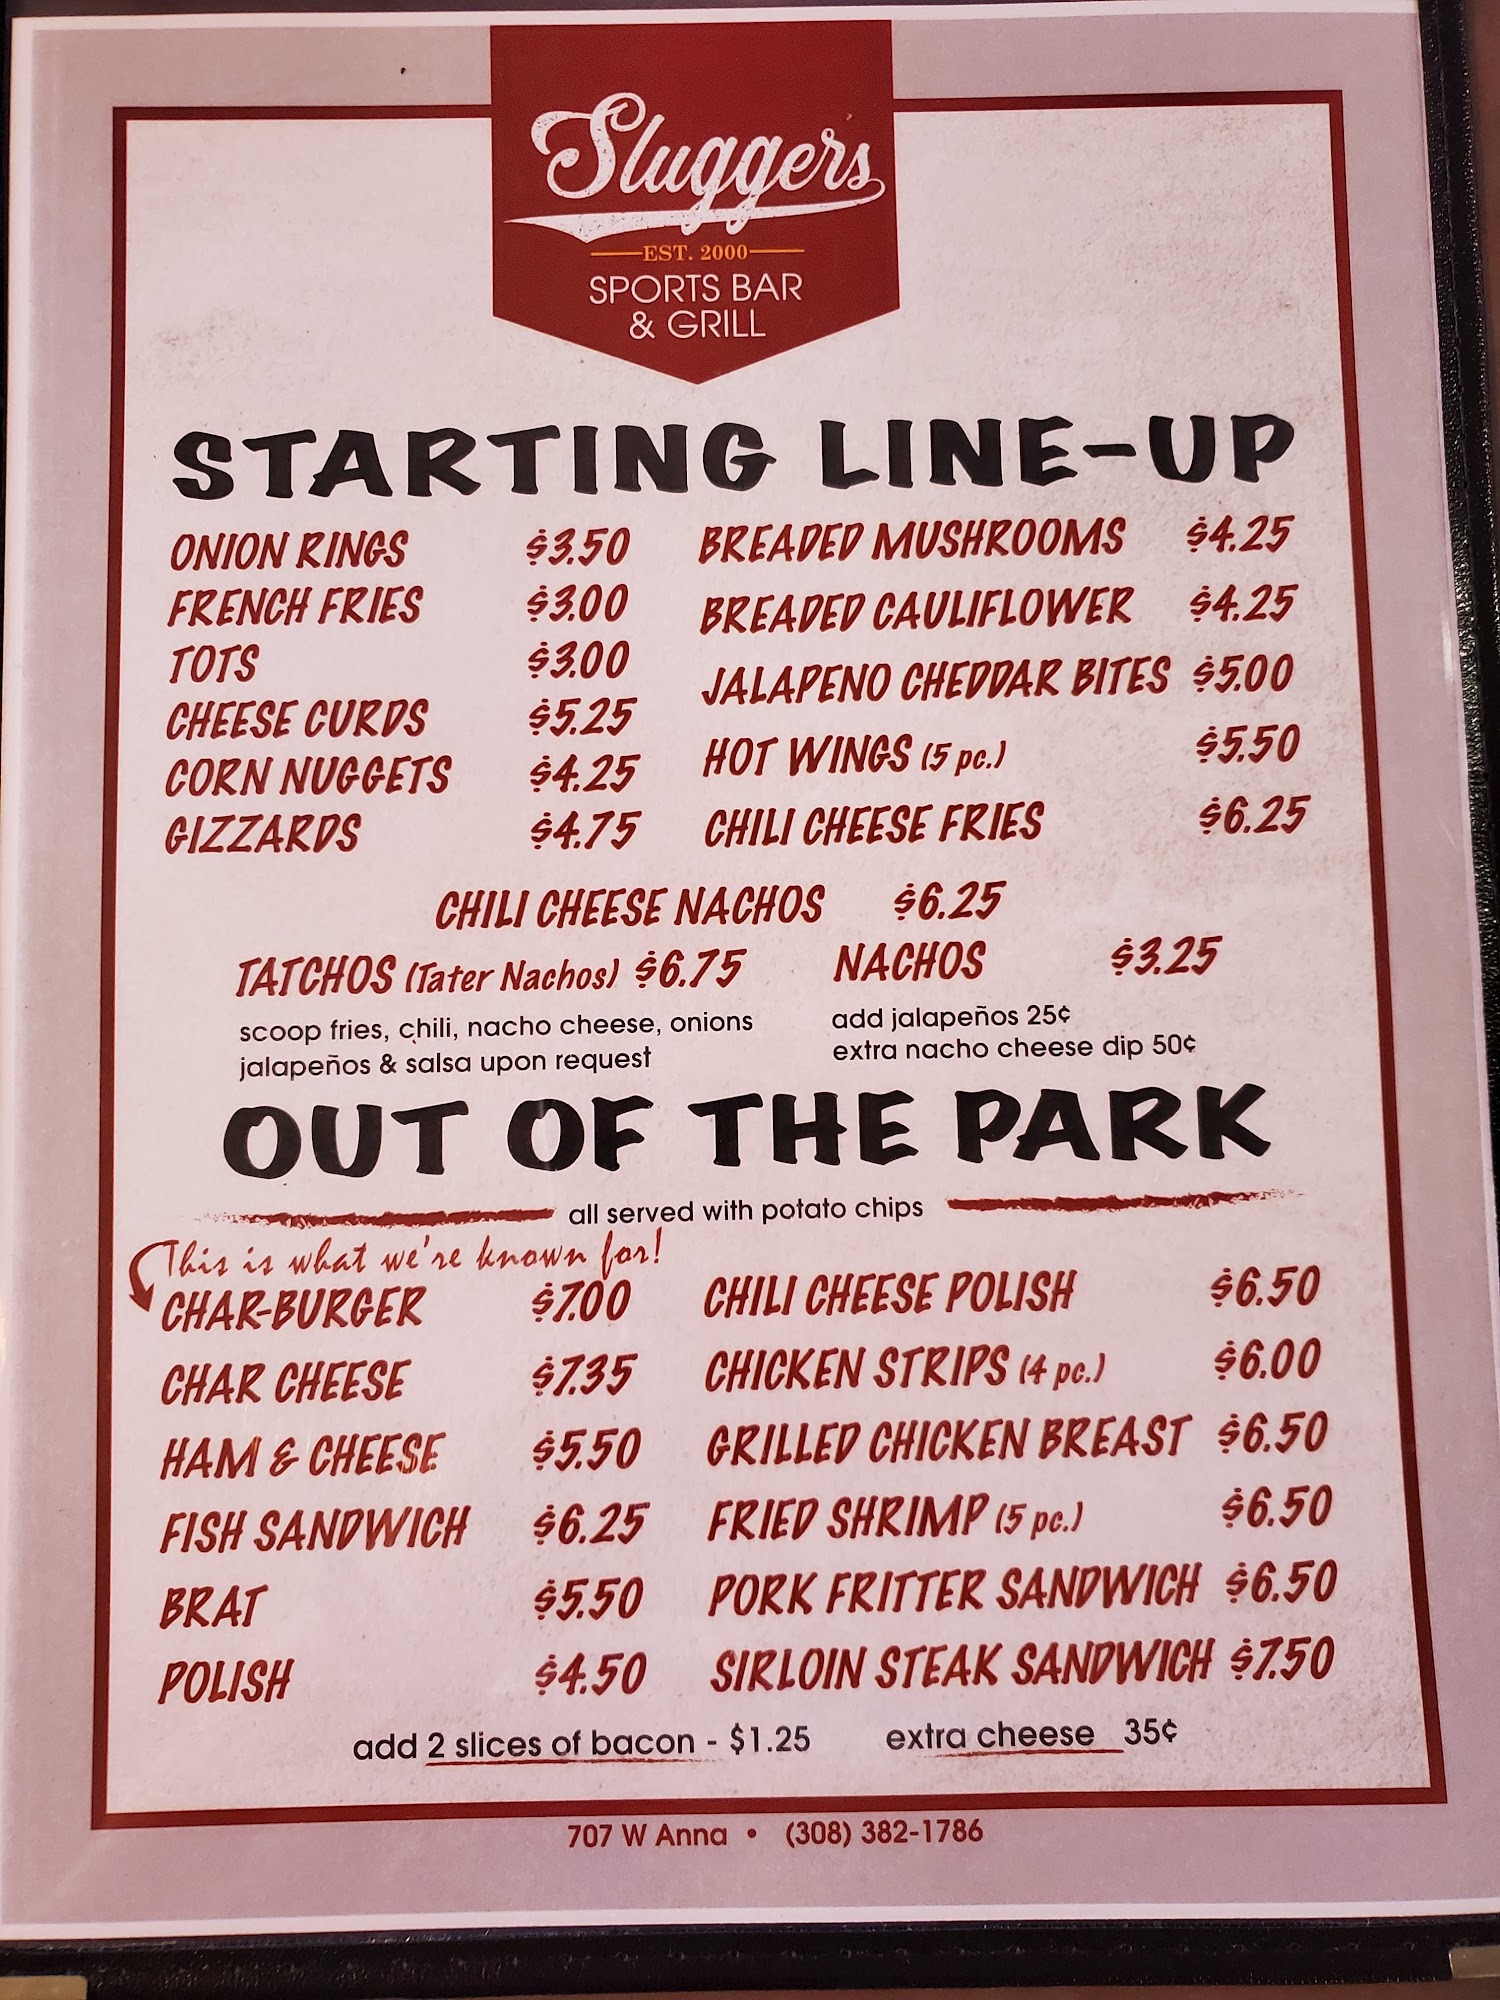 Sluggers
EST. 2000
SPORTS BAR
& GRILL
STARTING LINE-UP
ONION RINGS $3.50
FRENCH FRIES $3.00
TOTS $3.00
CHEESE CURDS $5.25
CORN NUGGETS $4.25
GIZZARDS $4.75
BREADED MUSHROOMS $4.25
BREADED CAULIFLOWER $4.25
JALAPENO CHEDDAR BITES $5.00
HOT WINGS (5 pc.) $5.50
CHILI CHEESE FRIES $6.25
CHILI CHEESE NACHOS $6.25
TATCHOS (Tater Nachos) $6.75
scoop fries, chili, nacho cheese, onions
jalapeños & salsa upon request
NACHOS $3.25
add jalapeños 25¢
extra nacho cheese dip 50¢
OUT OF THE PARK
all served with potato chips
This is what we're known for!
CHAR-BURGER $7.00
CHAR CHEESE $7.35
HAM & CHEESE $5.50
FISH SANDWICH $6.25
BRAT $5.50
POLISH $4.50
CHILI CHEESE POLISH $6.50
CHICKEN STRIPS (4 pc.) $6.00
GRILLED CHICKEN BREAST $6.50
FRIED SHRIMP (5 pc.) $6.50
PORK FRITTER SANDWICH $6.50
SIRLOIN STEAK SANDWICH $7.50
add 2 slices of bacon - $1.25 extra cheese 35¢
707 W Anna • (308) 382-1786